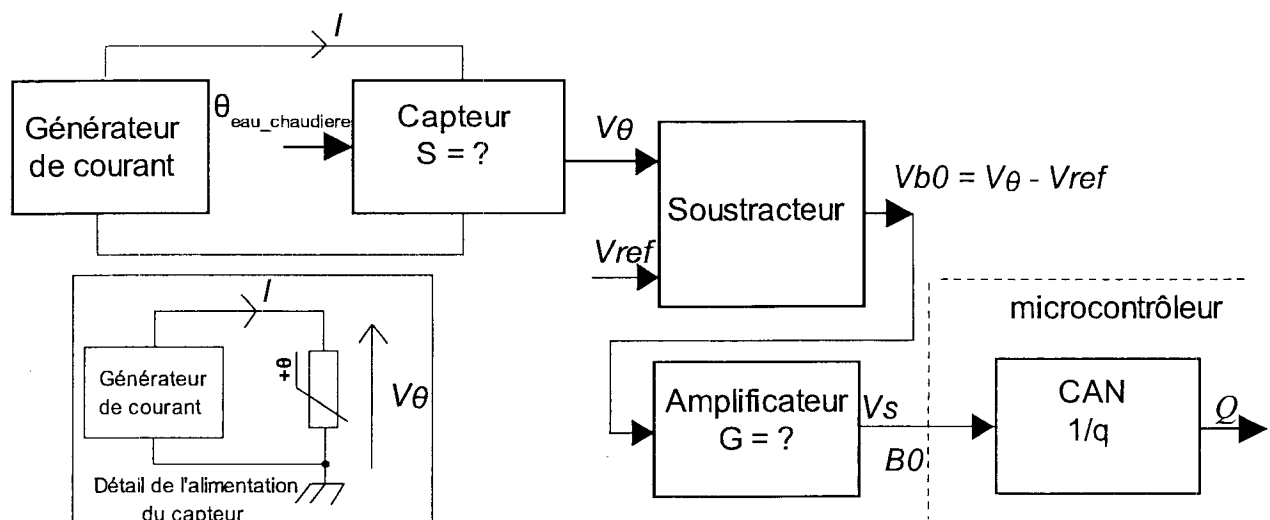 I
Générateur
de courant
θeau_chaudiere
Capteur
S = ?
Vθ
Soustracteur
Vref
Vb0 = Vθ - Vref
I
Générateur
de courant
+θ
Vθ
Détail de l'alimentation
du capteur
microcontrôleur
Amplificateur
G = ?
Vs
B0
CAN
1/q
Q